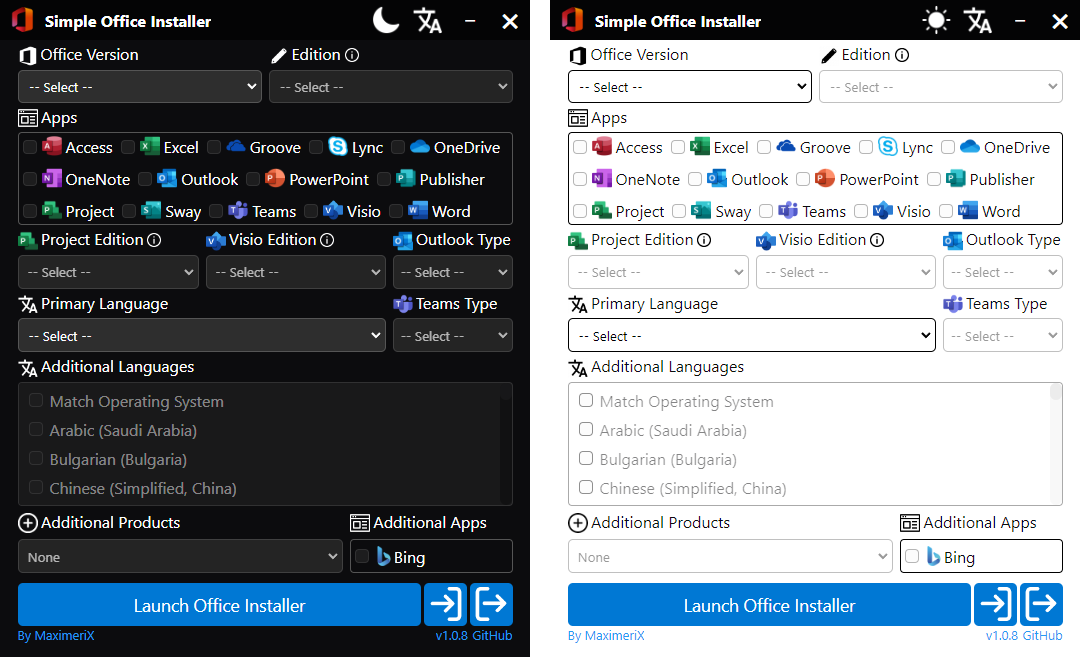 Simple Office Installer
Office Version
Edition
-- Select --
-- Select --
Apps
Access
Excel
Groove
Lync
OneDrive
OneNote
Outlook
PowerPoint
Publisher
Project
Sway
Teams
Visio
Word
Project Edition
Visio Edition
Outlook Type
-- Select --
-- Select --
-- Select --
Primary Language
Teams Type
-- Select --
-- Select --
Additional Languages
Match Operating System
Arabic (Saudi Arabia)
Bulgarian (Bulgaria)
Chinese (Simplified, China)
Additional Products
Additional Apps
None
Bing
Launch Office Installer
By MaximeriX
v1.0.8 GitHub
Simple Office Installer
Office Version
Edition
-- Select --
-- Select --
Apps
Access
Excel
Groove
Lync
OneDrive
OneNote
Outlook
PowerPoint
Publisher
Project
Sway
Teams
Visio
Word
Project Edition
Visio Edition
Outlook Type
-- Select --
-- Select --
-- Select --
Primary Language
Teams Type
-- Select --
-- Select --
Additional Languages
Match Operating System
Arabic (Saudi Arabia)
Bulgarian (Bulgaria)
Chinese (Simplified, China)
Additional Products
Additional Apps
None
Bing
Launch Office Installer
By MaximeriX
v1.0.8 GitHub